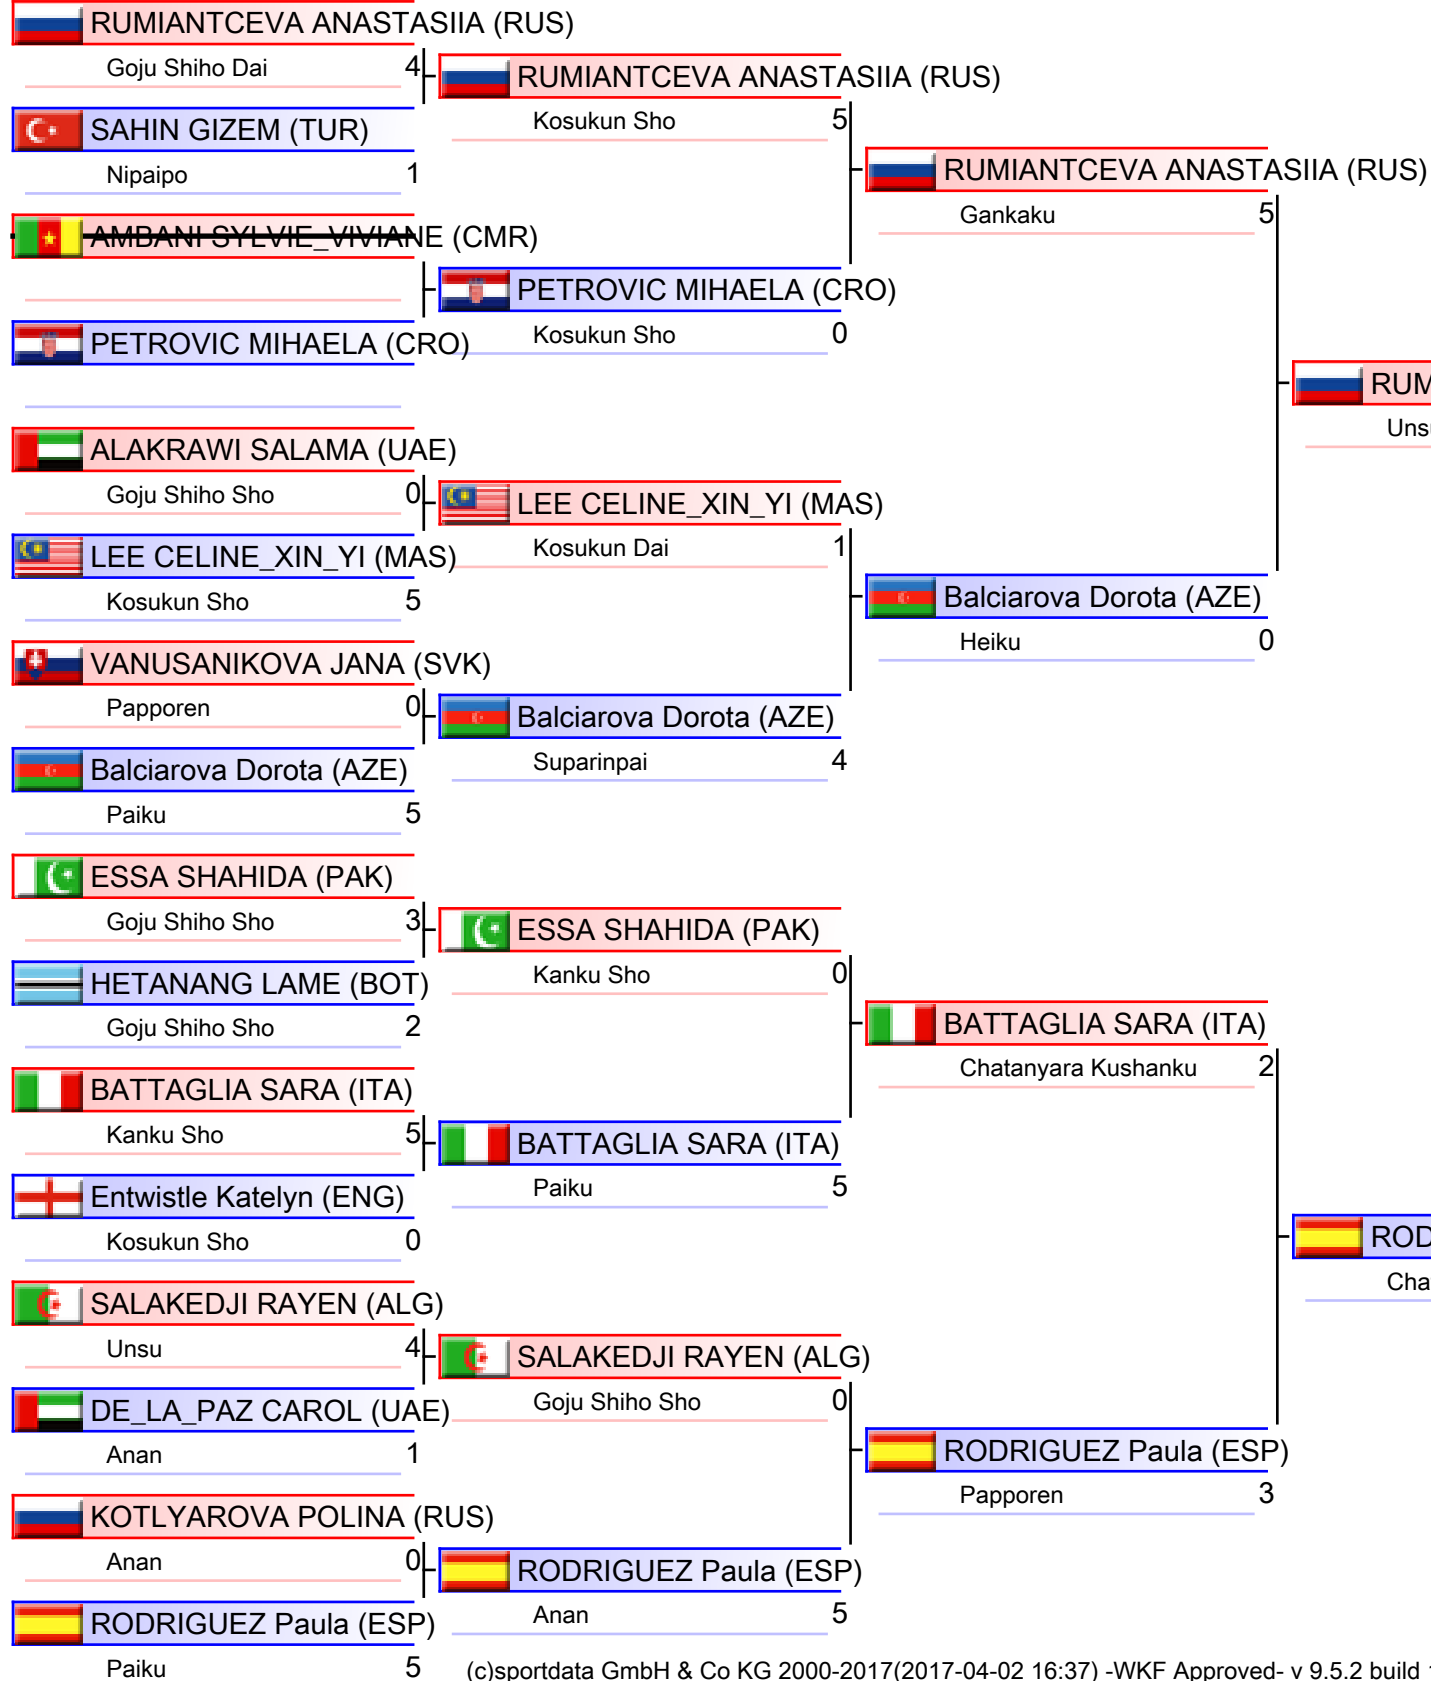 RUMIANTCEVA ANASTASIIA (RUS)
Goju Shiho Dai 4
SAHIN GIZEM (TUR)
Nipaipo 1
AMBANI SYLVIE_VIVIANE (CMR)
PETROVIC MIHAELA (CRO)
ALAKRAWI SALAMA (UAE)
Goju Shiho Sho 0
LEE CELINE_XIN_YI (MAS)
Kosukun Sho 5
VANUSANIKOVA JANA (SVK)
Papporen 0
Balciarova Dorota (AZE)
Paiku 5
ESSA SHAHIDA (PAK)
Goju Shiho Sho 3
HETANANG LAME (BOT)
Goju Shiho Sho 2
BATTAGLIA SARA (ITA)
Kanku Sho 5
Entwistle Katelyn (ENG)
Kosukun Sho 0
SALAKEDJI RAYEN (ALG)
Unsu 4
DE_LA_PAZ CAROL (UAE)
Anan 1
KOTLYAROVA POLINA (RUS)
Anan 0
RODRIGUEZ Paula (ESP)
Paiku 5
RUMIANTCEVA ANASTASIIA (RUS)
Kosukun Sho 5
PETROVIC MIHAELA (CRO)
Kosukun Sho 0
LEE CELINE_XIN_YI (MAS)
Kosukun Dai 1
Balciarova Dorota (AZE)
Suparinpai 4
ESSA SHAHIDA (PAK)
Kanku Sho 0
BATTAGLIA SARA (ITA)
Paiku 5
SALAKEDJI RAYEN (ALG)
Goju Shiho Sho 0
RODRIGUEZ Paula (ESP)
Anan 5
RUMIANTCEVA ANASTASIIA (RUS)
Gankaku 5
Balciarova Dorota (AZE)
Heiku 0
BATTAGLIA SARA (ITA)
Chatanyara Kushanku 2
RODRIGUEZ Paula (ESP)
Papporen 3
RUM
Uns
ROD
Cha
(c)sportdata GmbH & Co KG 2000-2017(2017-04-02 16:37) -WKF Approved- v 9.5.2 build